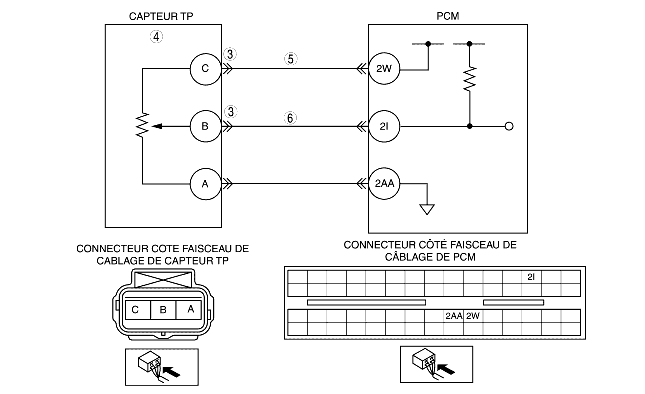 CAPTEUR TP
PCM
4
C
3
5
2W
B
3
6
2I
A
2AA
CONNECTEUR COTE FAISCEAU DE
CABLAGE DE CAPTEUR TP
CONNECTEUR CÔTÉ FAISCEAU DE
CÂBLAGE DE PCM
C B A
2I
2AA 2W